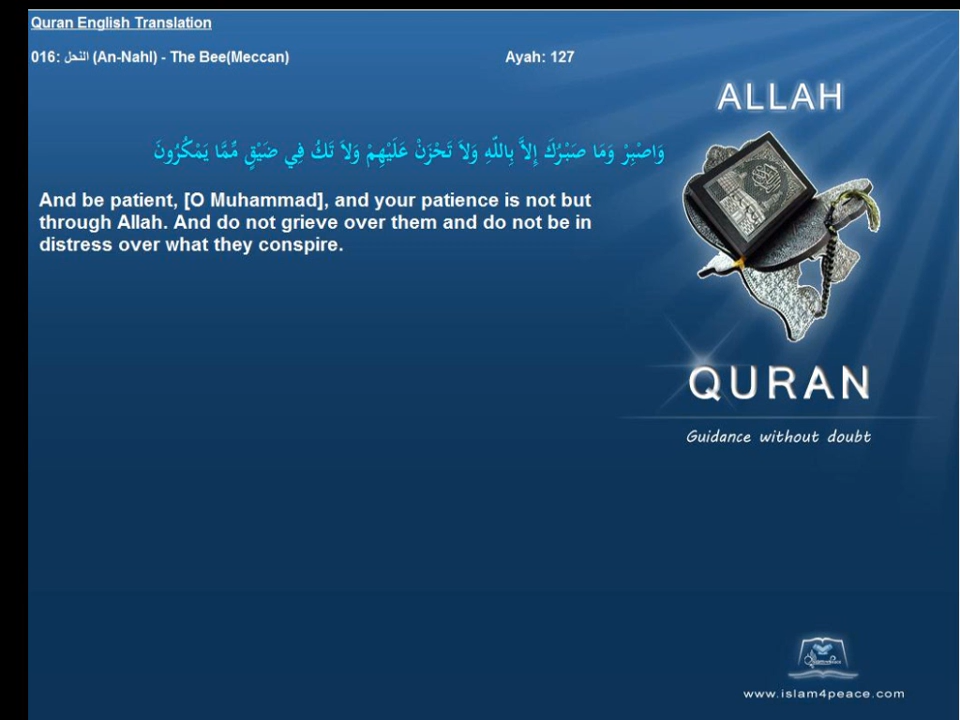 Quran English Translation
016: النحل (An-Nahl) - The Bee(Meccan) Ayah: 127
ALLAH
وَاصْبِرْ وَمَا صَبْرُكَ إِلاَّ بِاللّهِ وَلاَ تَحْزَنْ عَلَيْهِمْ وَلاَ تَكُ فِي ضَيْقٍ مِّمَّا يَمْكُرُونَ
And be patient, [O Muhammad], and your patience is not but
through Allah. And do not grieve over them and do not be in
distress over what they conspire.
QURAN
Guidance without doubt
www.islam4peace.com